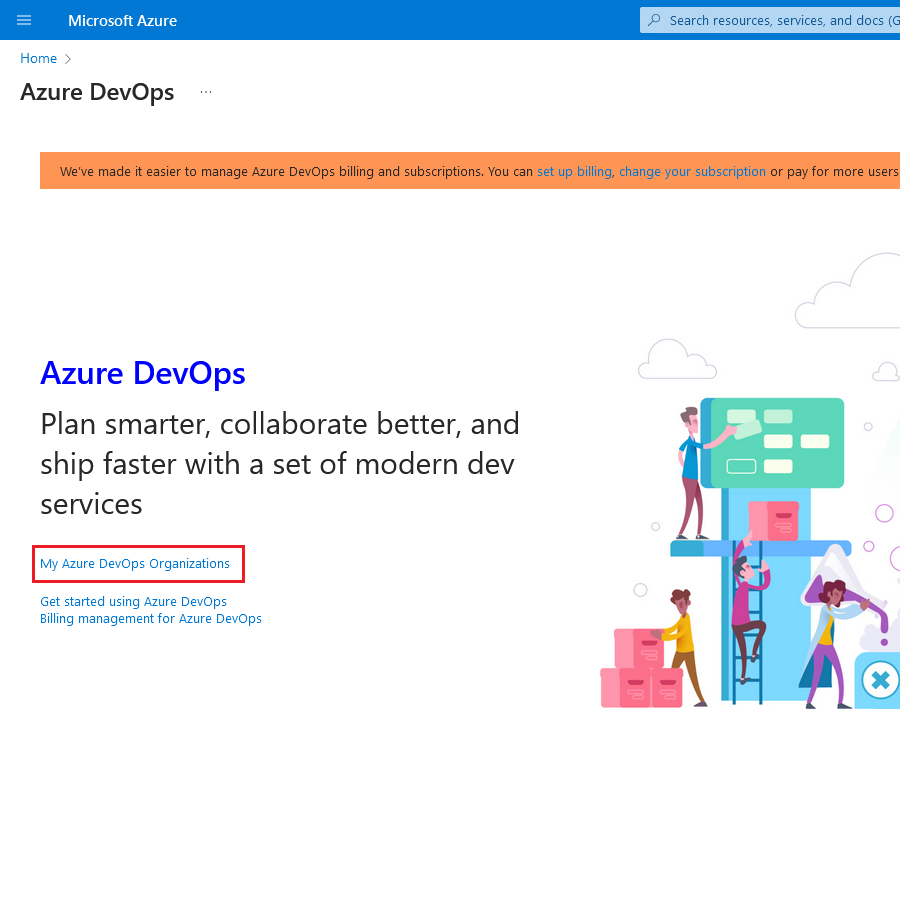 Microsoft Azure
Search resources, services, and docs (G
Home
Azure DevOps
...
We've made it easier to manage Azure DevOps billing and subscriptions. You can set up billing, change your subscription or pay for more users
Azure DevOps
Plan smarter, collaborate better, and
ship faster with a set of modern dev
services
My Azure DevOps Organizations
Get started using Azure DevOps
Billing management for Azure DevOps